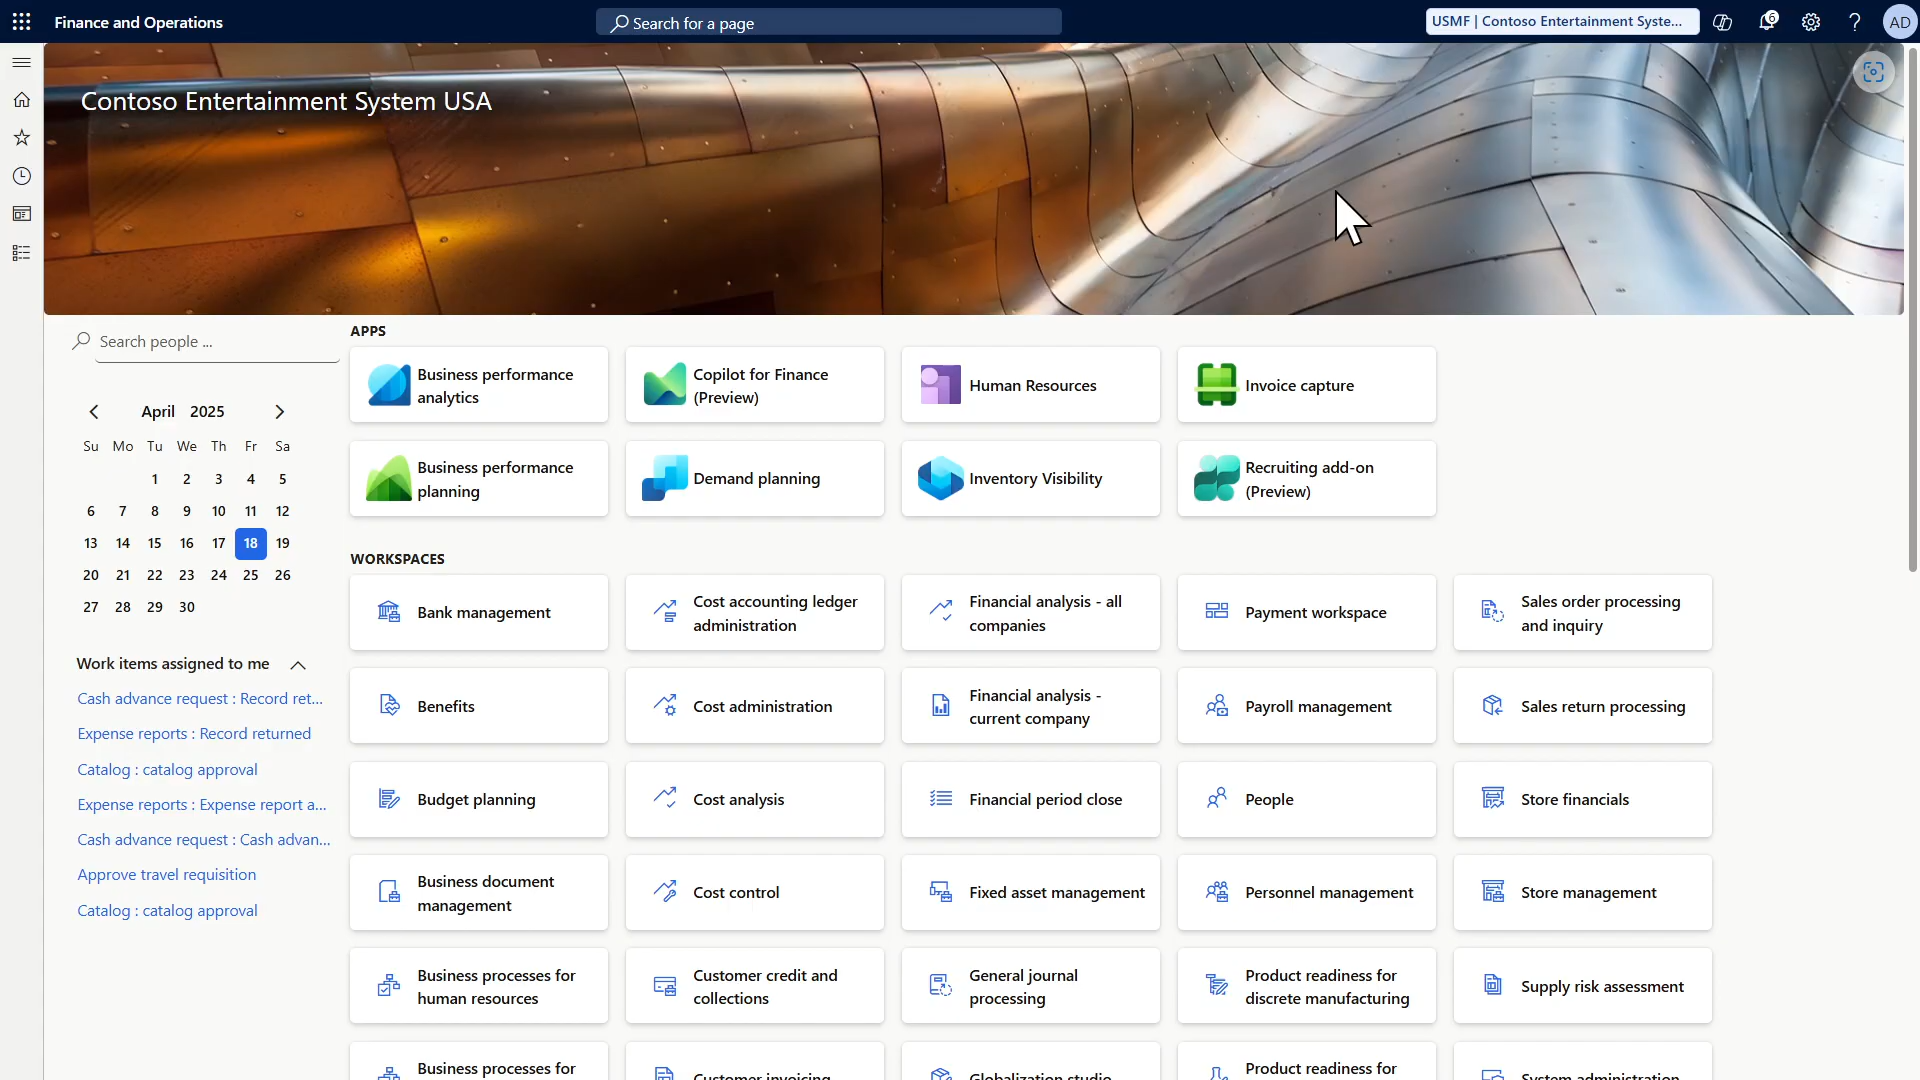 Finance and Operations
Search for a page
USMF | Contoso Entertainment Syste...
6
AD
Contoso Entertainment System USA
Search people ...
April 2025
Su Mo Tu We Th Fr Sa
1 2 3 4 5
6 7 8 9 10 11 12
13 14 15 16 17 18 19
20 21 22 23 24 25 26
27 28 29 30
Work items assigned to me
Cash advance request : Record ret...
Expense reports : Record returned
Catalog : catalog approval
Expense reports : Expense report a...
Cash advance request : Cash advan...
Approve travel requisition
Catalog : catalog approval
APPS
Business performance
analytics
Copilot for Finance
(Preview)
Human Resources
Invoice capture
Business performance
planning
Demand planning
Inventory Visibility
Recruiting add-on
(Preview)
WORKSPACES
Bank management
Cost accounting ledger
administration
Financial analysis - all
companies
Payment workspace
Sales order processing
and inquiry
Benefits
Cost administration
Financial analysis -
current company
Payroll management
Sales return processing
Budget planning
Cost analysis
Financial period close
People
Store financials
Business document
management
Cost control
Fixed asset management
Personnel management
Store management
Business processes for
human resources
Customer credit and
collections
General journal
processing
Product readiness for
discrete manufacturing
Supply risk assessment
Business processes for
Customer invoicing
Globalization studio
Product readiness for
System administration